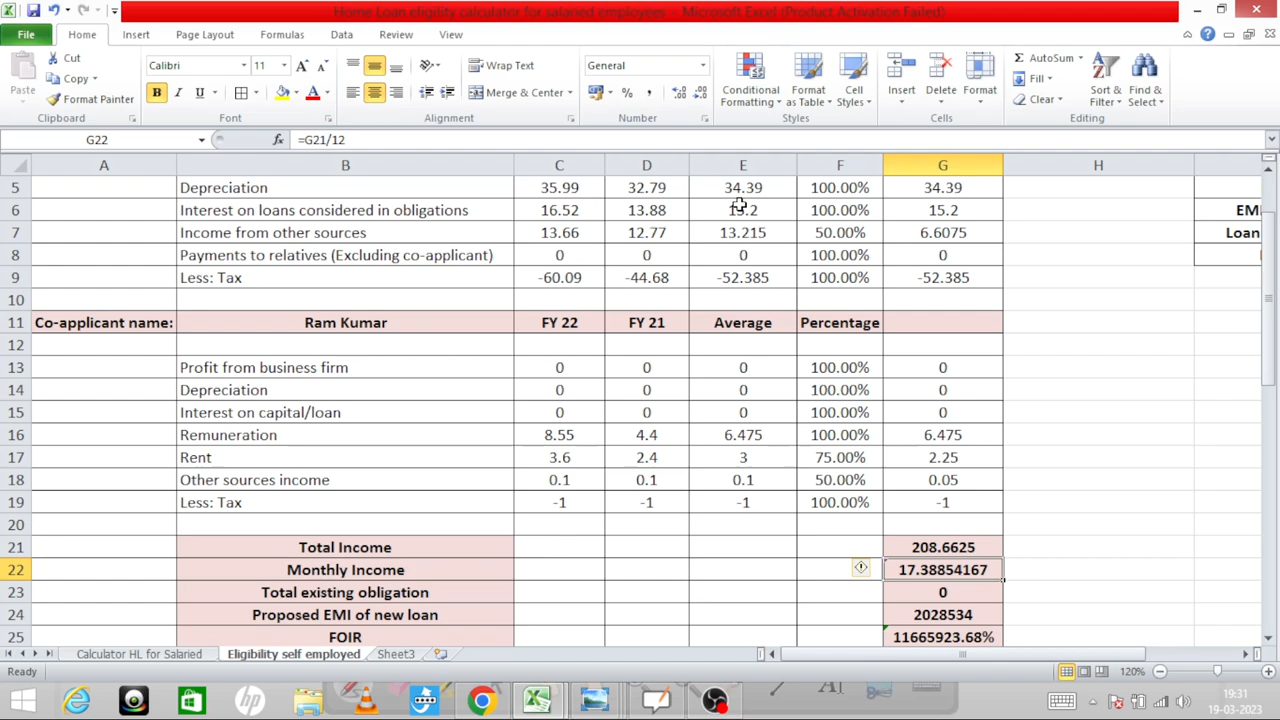 Home Loan eligility calculator for salaried employees - Microsoft Excel (Product Activation Failed)
File Home Insert Page Layout Formulas Data Review View
Paste
Cut
Copy
Format Painter
Clipboard
Calibri 11
B I U
Font
Wrap Text
Merge & Center
Alignment
General
%
Number
Conditional Formatting
Format as Table
Cell Styles
Styles
Insert Delete Format
Cells
AutoSum
Fill
Clear
Sort & Filter
Find & Select
Editing
G22 fx =G21/12
A B C D E F G H
5 Depreciation 35.99 32.79 34.39 100.00% 34.39
6 Interest on loans considered in obligations 16.52 13.88 100.00% 15.2
7 Income from other sources 13.66 12.77 13.215 50.00% 6.6075
8 Payments to relatives (Excluding co-applicant) 0 0 0 100.00% 0
9 Less: Tax -60.09 -44.68 -52.385 100.00% -52.385
10
11 Co-applicant name: Ram Kumar FY 22 FY 21 Average Percentage
12
13 Profit from business firm 0 0 0 100.00% 0
14 Depreciation 0 0 0 100.00% 0
15 Interest on capital/loan 0 0 0 100.00% 0
16 Remuneration 8.55 4.4 6.475 100.00% 6.475
17 Rent 3.6 2.4 3 75.00% 2.25
18 Other sources income 0.1 0.1 0.1 50.00% 0.05
19 Less: Tax -1 -1 -1 100.00% -1
20
21 Total Income 208.6625
22 Monthly Income 17.38854167
23 Total existing obligation 0
24 Proposed EMI of new loan 2028534
25 FOIR 11665923.68%
Calculator HL for Salaried Eligibility self employed Sheet3
Ready 120%
19:31
19-03-2023